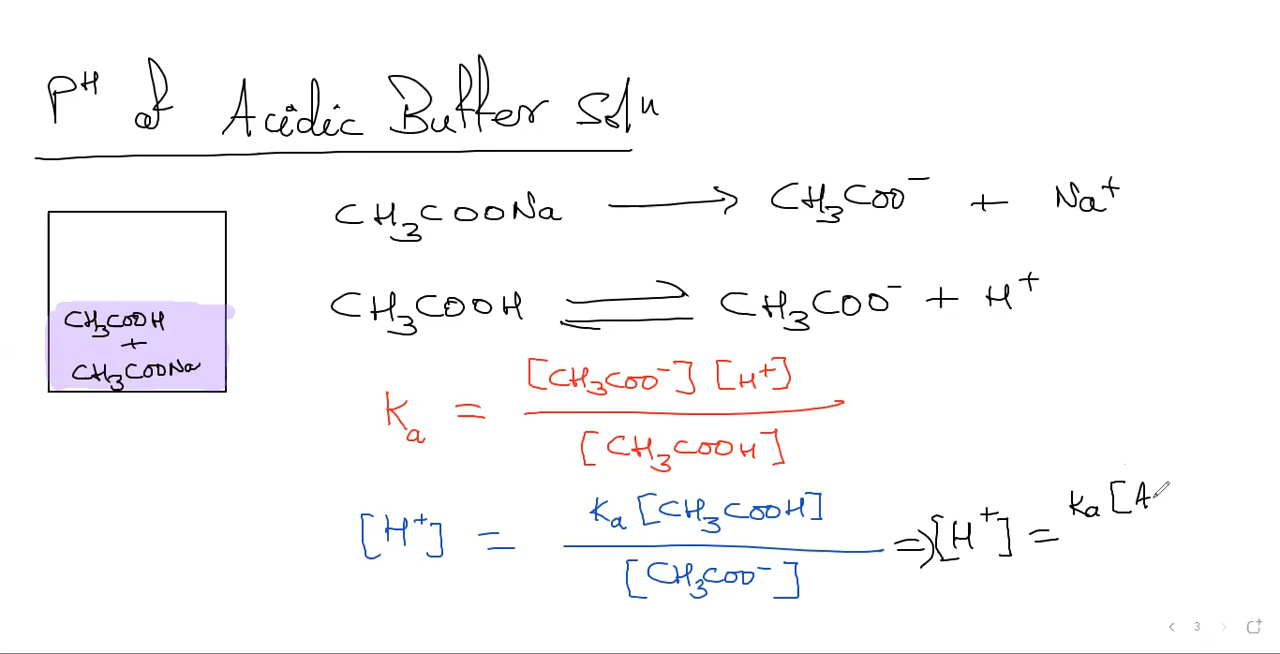 pH of Acidic Buffer Soln
CH₃COONa ⟶ CH₃COO⁻ + Na⁺
CH₃COOH
+
CH₃COONa
CH₃COOH ⇌ CH₃COO⁻ + H⁺
Kₐ = [CH₃COO⁻] [H⁺] / [CH₃COOH]
[H⁺] = Kₐ [CH₃COOH] / [CH₃COO⁻] ⇒ [H⁺] = Kₐ [A
< 3 >